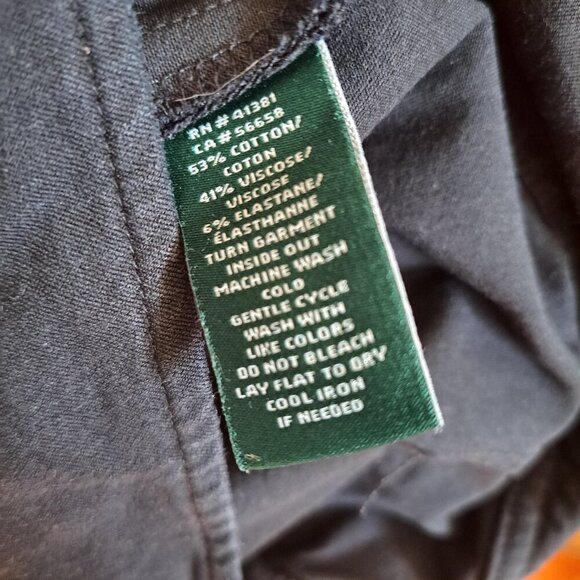 RN # 41381
CA # 56658
53% COTTON/
COTON
41% VISCOSE/
VISCOSE
6% ELASTANE/
ÉLASTHANNE
TURN GARMENT
INSIDE OUT
MACHINE WASH
COLD
GENTLE CYCLE
WASH WITH
LIKE COLORS
DO NOT BLEACH
LAY FLAT TO DRY
COOL IRON
IF NEEDED